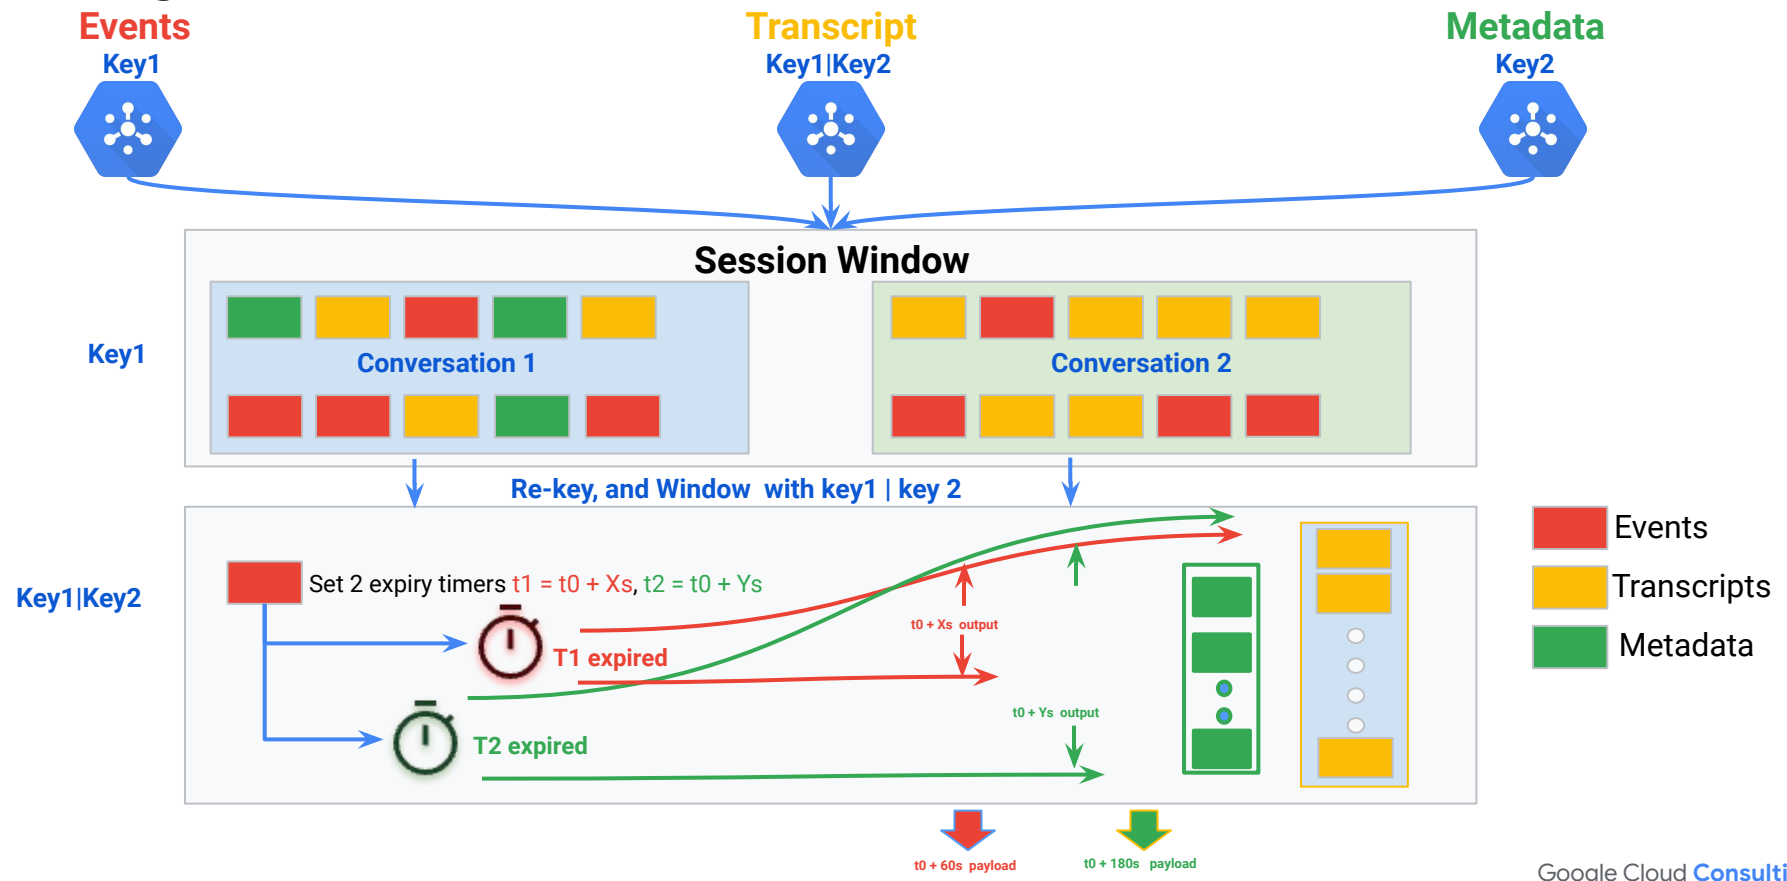 Events
Transcript
Metadata
Key1
Key1|Key2
Key2
Session Window
Key1
Conversation 1
Conversation 2
Re-key, and Window with key1 | key 2
Key1|Key2
Set 2 expiry timers t1 = t0 + Xs, t2 = t0 + Ys
T1 expired
t0 + Xs output
T2 expired
t0 + Ys output
Events
Transcripts
Metadata
t0 + 60s payload
t0 + 180s payload
Google Cloud Consulti